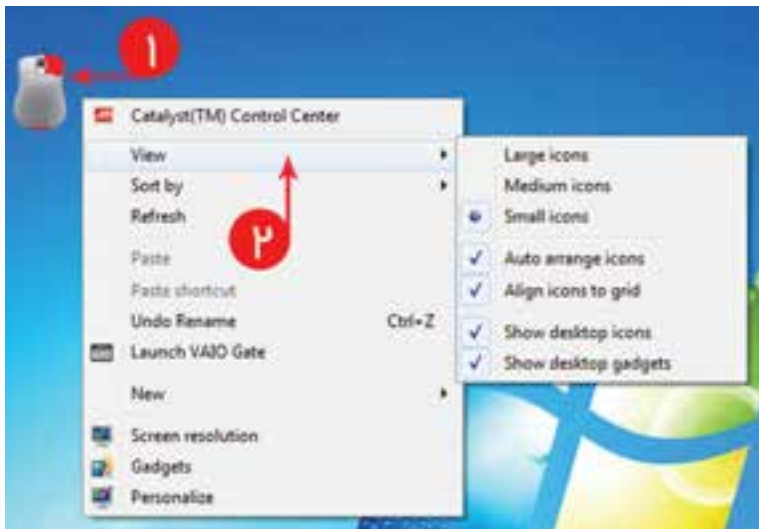 ۱
Catalyst(TM) Control Center
View
Sort by
Refresh
۲
Paste
Paste shortcut
Undo Rename Ctrl+Z
Launch VAIO Gate
New
Screen resolution
Gadgets
Personalize
Large icons
Medium icons
Small icons
Auto arrange icons
Align icons to grid
Show desktop icons
Show desktop gadgets